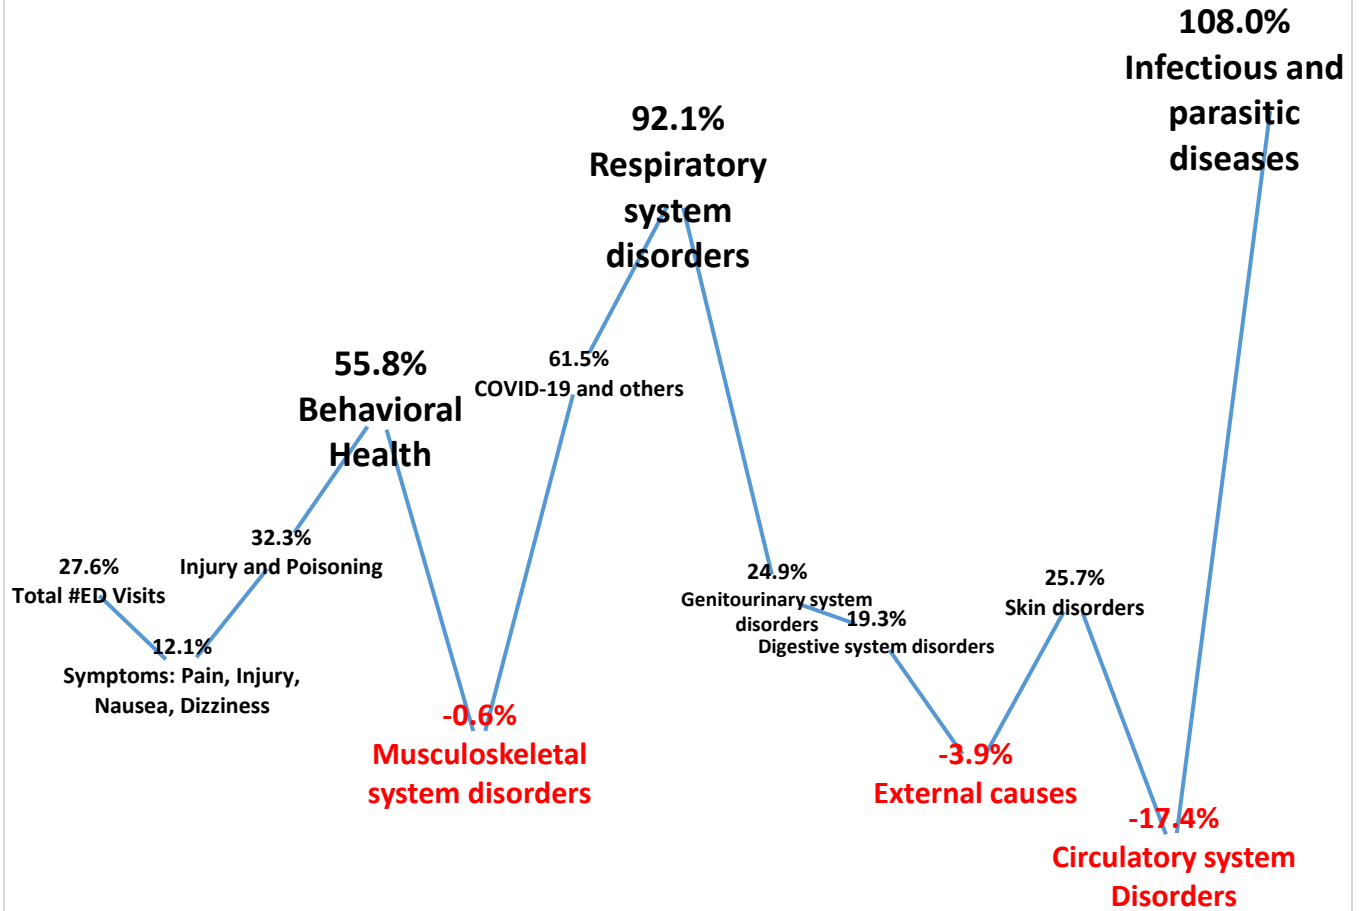 27.6%
Total #ED Visits
12.1%
Symptoms: Pain, Injury,
Nausea, Dizziness
32.3%
Injury and Poisoning
55.8%
Behavioral
Health
-0.6%
Musculoskeletal
system disorders
61.5%
COVID-19 and others
92.1%
Respiratory
system
disorders
24.9%
Genitourinary system
disorders
19.3%
Digestive system disorders
-3.9%
External causes
25.7%
Skin disorders
-17.4%
Circulatory system
Disorders
108.0%
Infectious and
parasitic
diseases